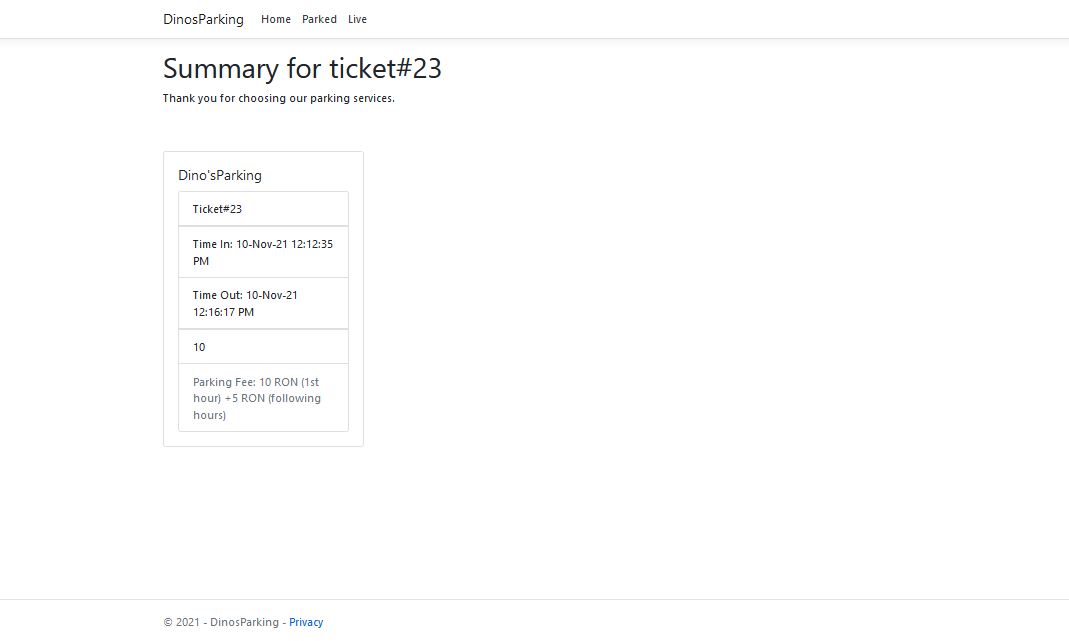 DinosParking Home Parked Live
Summary for ticket#23
Thank you for choosing our parking services.
Dino'sParking
Ticket#23
Time In: 10-Nov-21 12:12:35
PM
Time Out: 10-Nov-21
12:16:17 PM
10
Parking Fee: 10 RON (1st
hour) +5 RON (following
hours)
© 2021 - DinosParking - Privacy